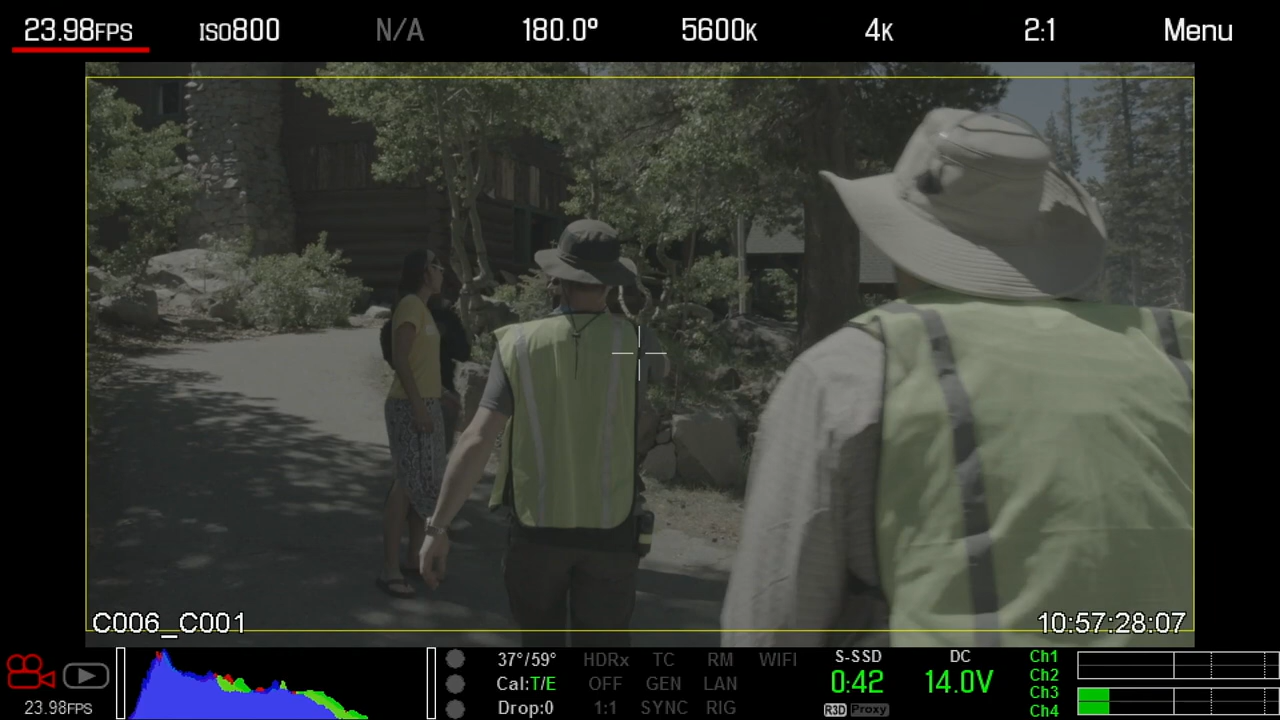 23.98FPS ISO800 N/A 180.0° 5600K 4K 2:1 Menu
C006_C001 10:57:28:07
37°/59° HDRx TC RM WIFI S-SSD DC Ch1
Cal:T/E OFF GEN LAN 0:42 14.0V Ch2
Ch3
23.98FPS Drop:0 1:1 SYNC RIG R3D Proxy Ch4